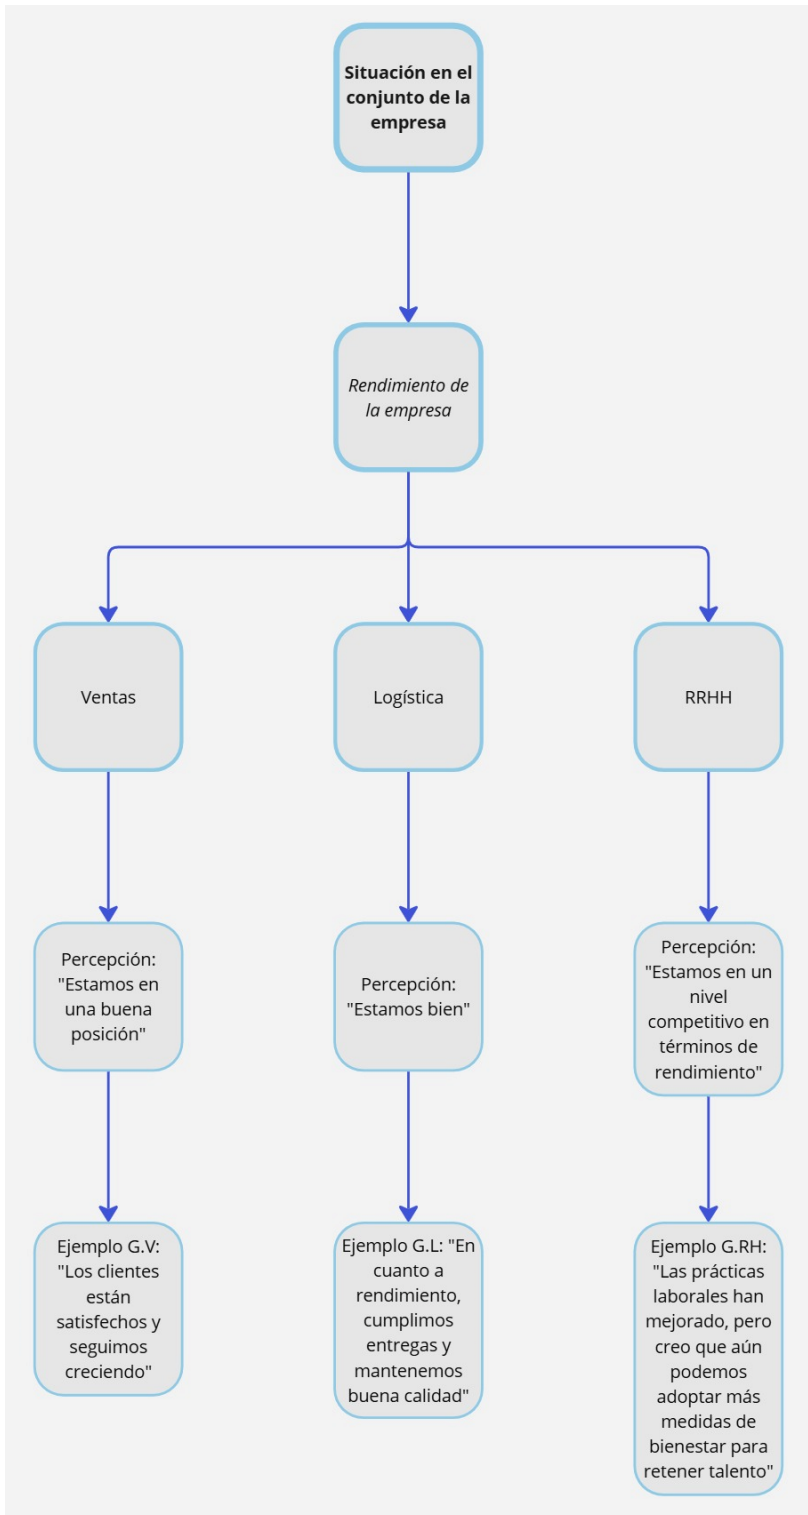 Situación en el
conjunto de la
empresa
Rendimiento de
la empresa
Ventas
Logística
RRHH
Percepción:
"Estamos en
una buena
posición"
Percepción:
"Estamos bien"
Percepción:
"Estamos en un
nivel
competitivo en
términos de
rendimiento"
Ejemplo G.V:
"Los clientes
están
satisfechos y
seguimos
creciendo"
Ejemplo G.L: "En
cuanto a
rendimiento,
cumplimos
entregas y
mantenemos
buena calidad"
Ejemplo G.RH:
"Las prácticas
laborales han
mejorado, pero
creo que aún
podemos
adoptar más
medidas de
bienestar para
retener talento"